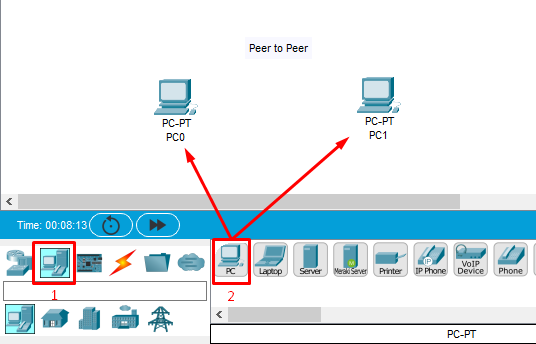 Peer to Peer
PC-PT
PC0
PC-PT
PC1
Time: 00:08:13
1
2
PC
Laptop
Server
Meraki Server
Printer
IP
IP Phone
VoIP
Device
Phone
PC-PT